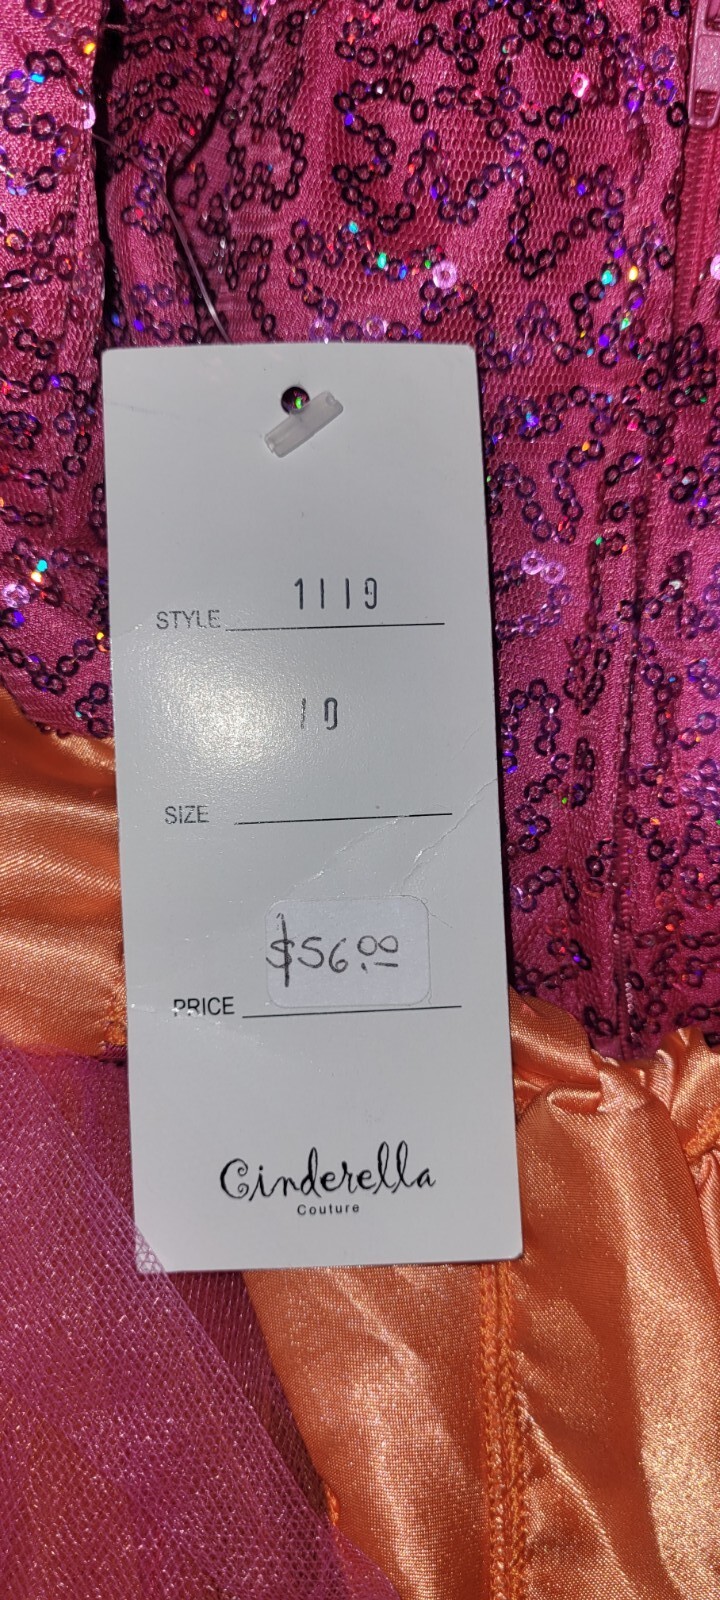 STYLE 1119
10
SIZE
$56.00
PRICE
Cinderella
Couture